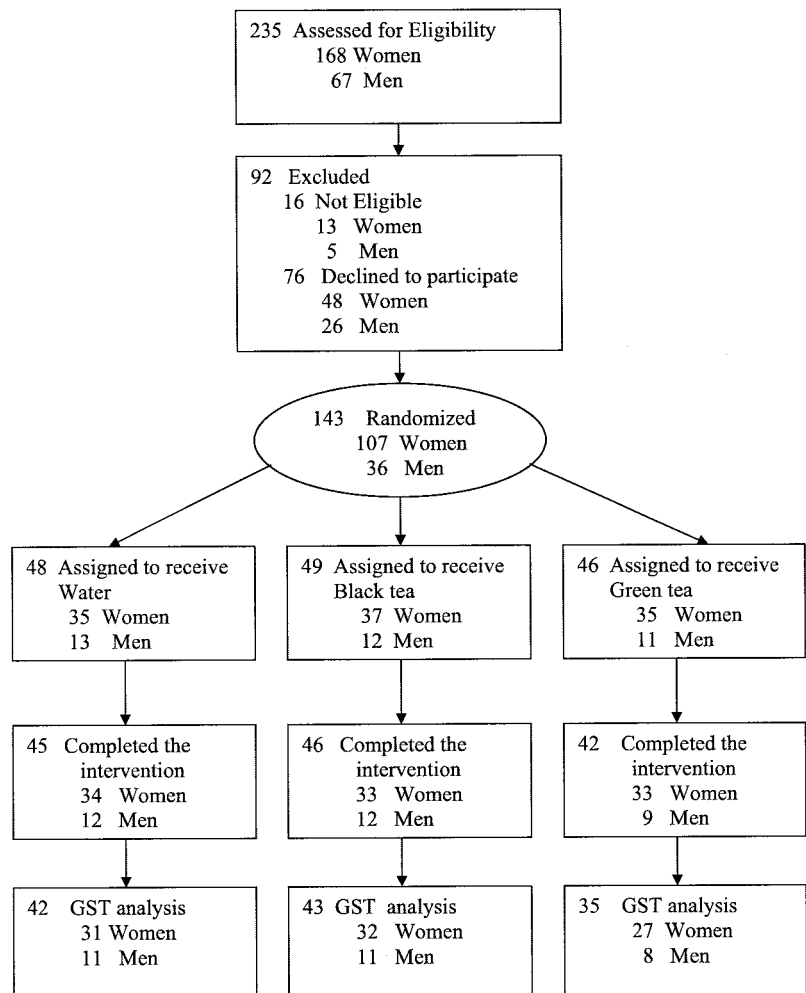 235 Assessed for Eligibility
168 Women
67 Men
92 Excluded
16 Not Eligible
13 Women
5 Men
76 Declined to participate
48 Women
26 Men
143 Randomized
107 Women
36 Men
48 Assigned to receive
Water
35 Women
13 Men
49 Assigned to receive
Black tea
37 Women
12 Men
46 Assigned to receive
Green tea
35 Women
11 Men
45 Completed the
intervention
34 Women
12 Men
46 Completed the
intervention
33 Women
12 Men
42 Completed the
intervention
33 Women
9 Men
42 GST analysis
31 Women
11 Men
43 GST analysis
32 Women
11 Men
35 GST analysis
27 Women
8 Men